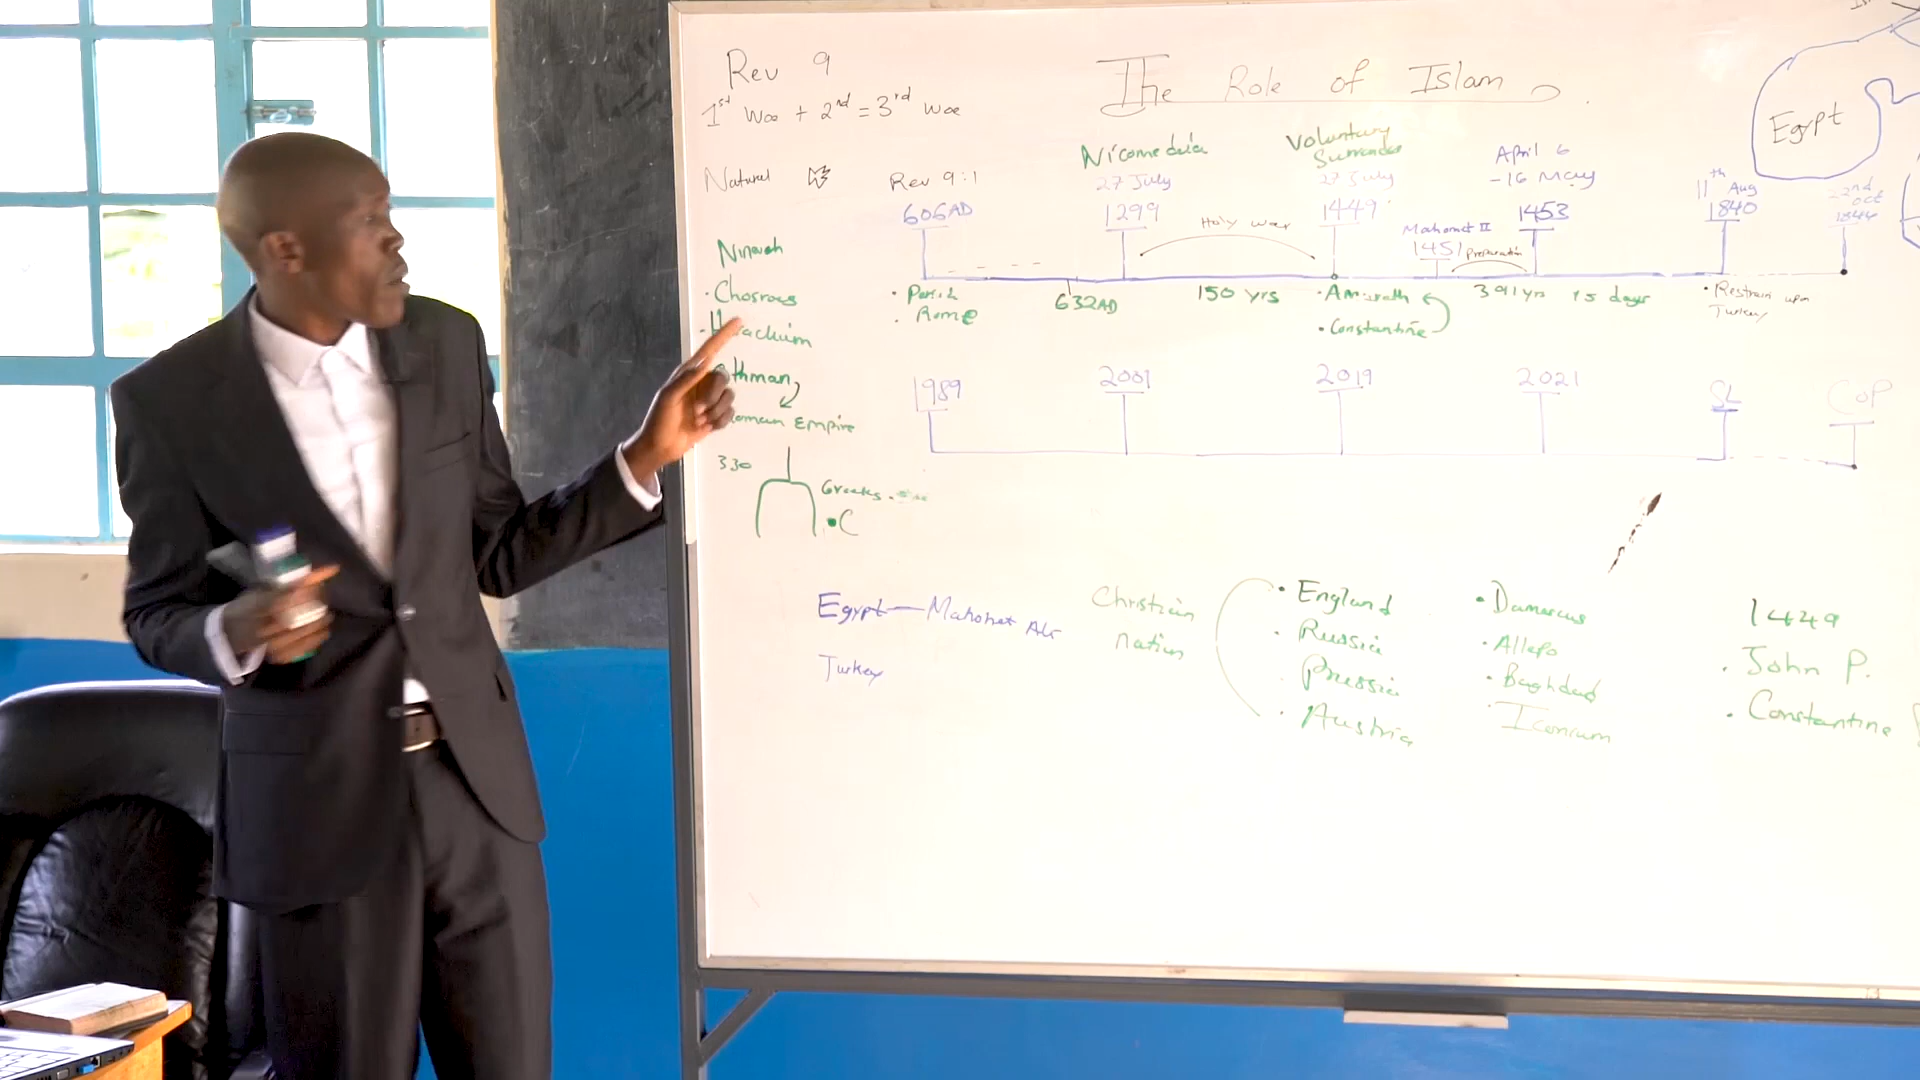 Rev 9
1st Woe + 2nd = 3rd woe
The Role of Islam
Egypt
Natural
Rev 9:1
606AD
Nicomedia
27 July
1299
Voluntary
Surrender
27 July
1449
Holy war
Mahomet II
1451
Preparation
April 6
-16 May
1453
11th Aug
1840
22nd
Oct
1844
Ninevah
• Chosroes
Othman
Roman Empire
330
Greeks
• C
• Persia
• Rome
632AD
150 yrs
• Amurath
• Constantine
391 yrs 15 days
• Restrain upon
Turkey
1989
2001
2019
2021
SL
COP
Egypt — Mahomet Ali
Turkey
Christian
nation
• England
• Russia
• Prussia
• Austria
• Damascus
• Allepo
• Baghdad
• Iconium
1449
• John P.
• Constantine